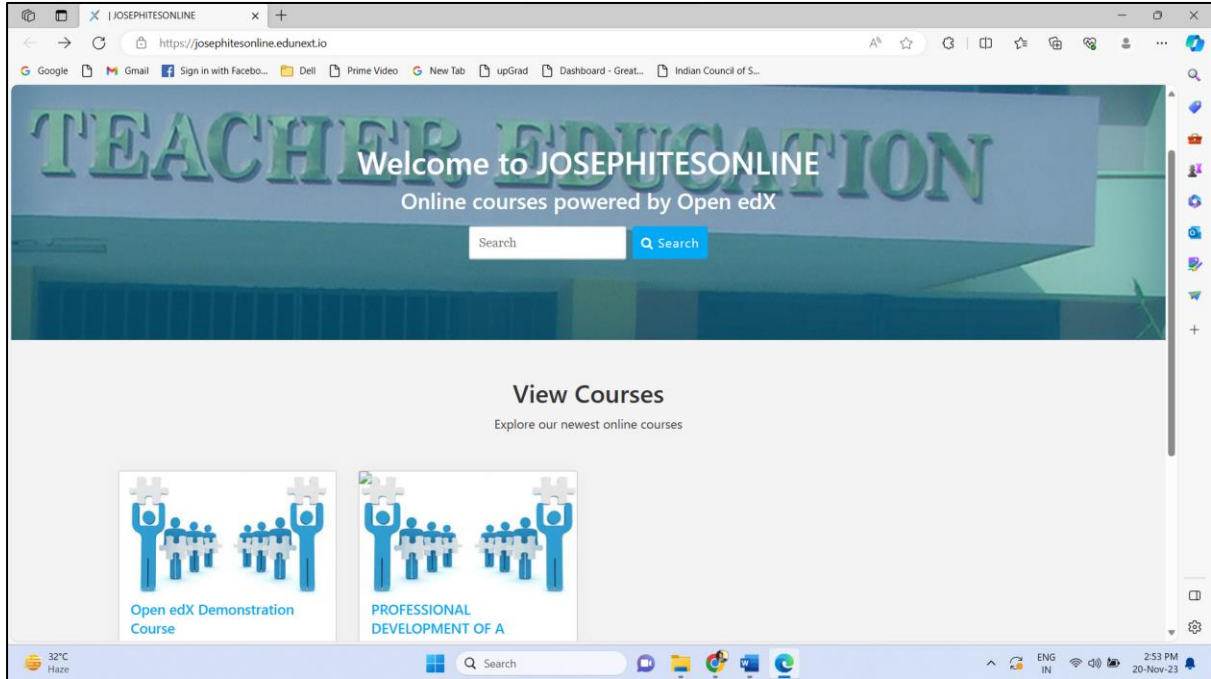 | JOSEPHITESONLINE
https://josephitesonline.edunext.io
Google Gmail Sign in with Facebo... Dell Prime Video New Tab upGrad Dashboard - Great... Indian Council of S...
TEACHER EDUCATION
Welcome to JOSEPHITESONLINE
Online courses powered by Open edX
Search Search
View Courses
Explore our newest online courses
Open edX Demonstration
Course
PROFESSIONAL
DEVELOPMENT OF A
32°C
Haze
Search
ENG
IN
2:53 PM
20-Nov-23